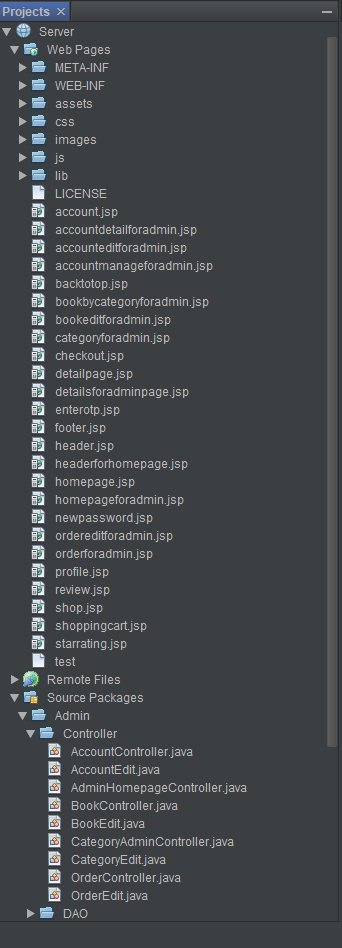 Projects
Server
Web Pages
META-INF
WEB-INF
assets
css
images
js
lib
LICENSE
account.jsp
accountdetailforadmin.jsp
accounteditforadmin.jsp
accountmanageforadmin.jsp
backtotop.jsp
bookbycategoryforadmin.jsp
bookeditforadmin.jsp
categoryforadmin.jsp
checkout.jsp
detailpage.jsp
detailsforadminpage.jsp
enterotp.jsp
footer.jsp
header.jsp
headerforhomepage.jsp
homepage.jsp
homepageforadmin.jsp
newpassword.jsp
ordereditforadmin.jsp
orderforadmin.jsp
profile.jsp
review.jsp
shop.jsp
shoppingcart.jsp
starrating.jsp
test
Remote Files
Source Packages
Admin
Controller
AccountController.java
AccountEdit.java
AdminHomepageController.java
BookController.java
BookEdit.java
CategoryAdminController.java
CategoryEdit.java
OrderController.java
OrderEdit.java
DAO